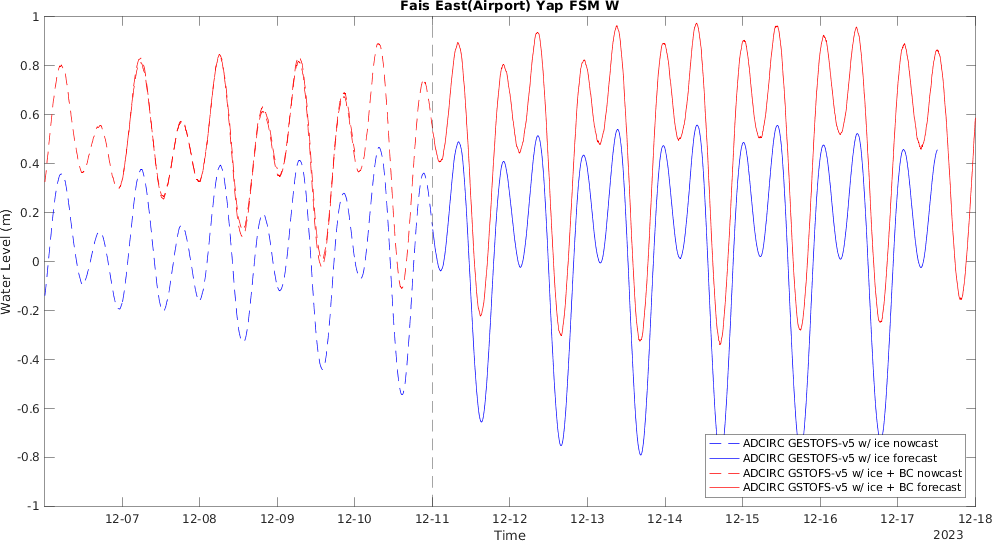 Fais East(Airport) Yap FSM W
1
0.8
0.6
0.4
0.2
0
-0.2
-0.4
-0.6
-0.8
-1
Water Level (m)
12-07 12-08 12-09 12-10 12-11 12-12 12-13 12-14 12-15 12-16 12-17 12-18
Time
2023
ADCIRC GESTOFS-v5 w/ ice nowcast
ADCIRC GESTOFS-v5 w/ ice forecast
ADCIRC GSTOFS-v5 w/ ice + BC nowcast
ADCIRC GSTOFS-v5 w/ ice + BC forecast